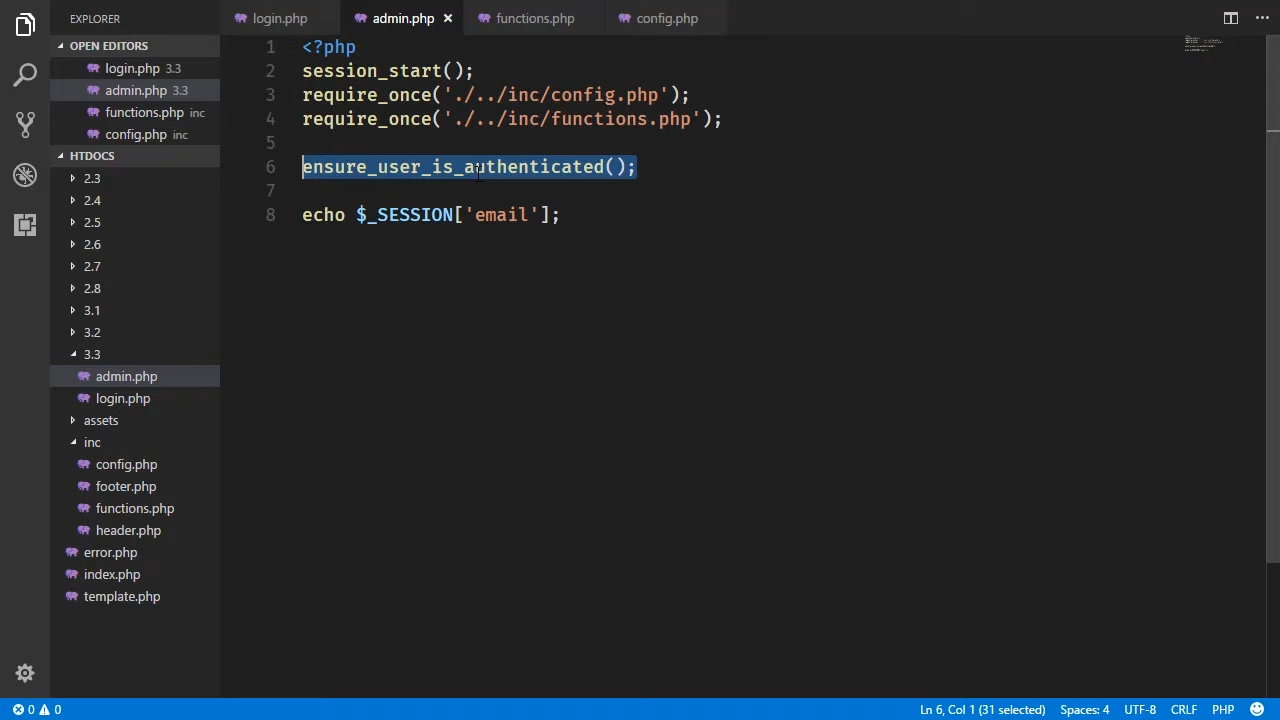 EXPLORER
login.php
admin.php
functions.php
config.php
OPEN EDITORS
login.php 3.3
admin.php 3.3
functions.php inc
config.php inc
HTDOCS
2.3
2.4
2.5
2.6
2.7
2.8
3.1
3.2
3.3
admin.php
login.php
assets
inc
config.php
footer.php
functions.php
header.php
error.php
index.php
template.php
1 <?php
2 session_start();
3 require_once('./../inc/config.php');
4 require_once('./../inc/functions.php');
5
6 ensure_user_is_authenticated();
7
8 echo $_SESSION['email'];
0 0
Ln 6, Col 1 (31 selected) Spaces: 4 UTF-8 CRLF PHP